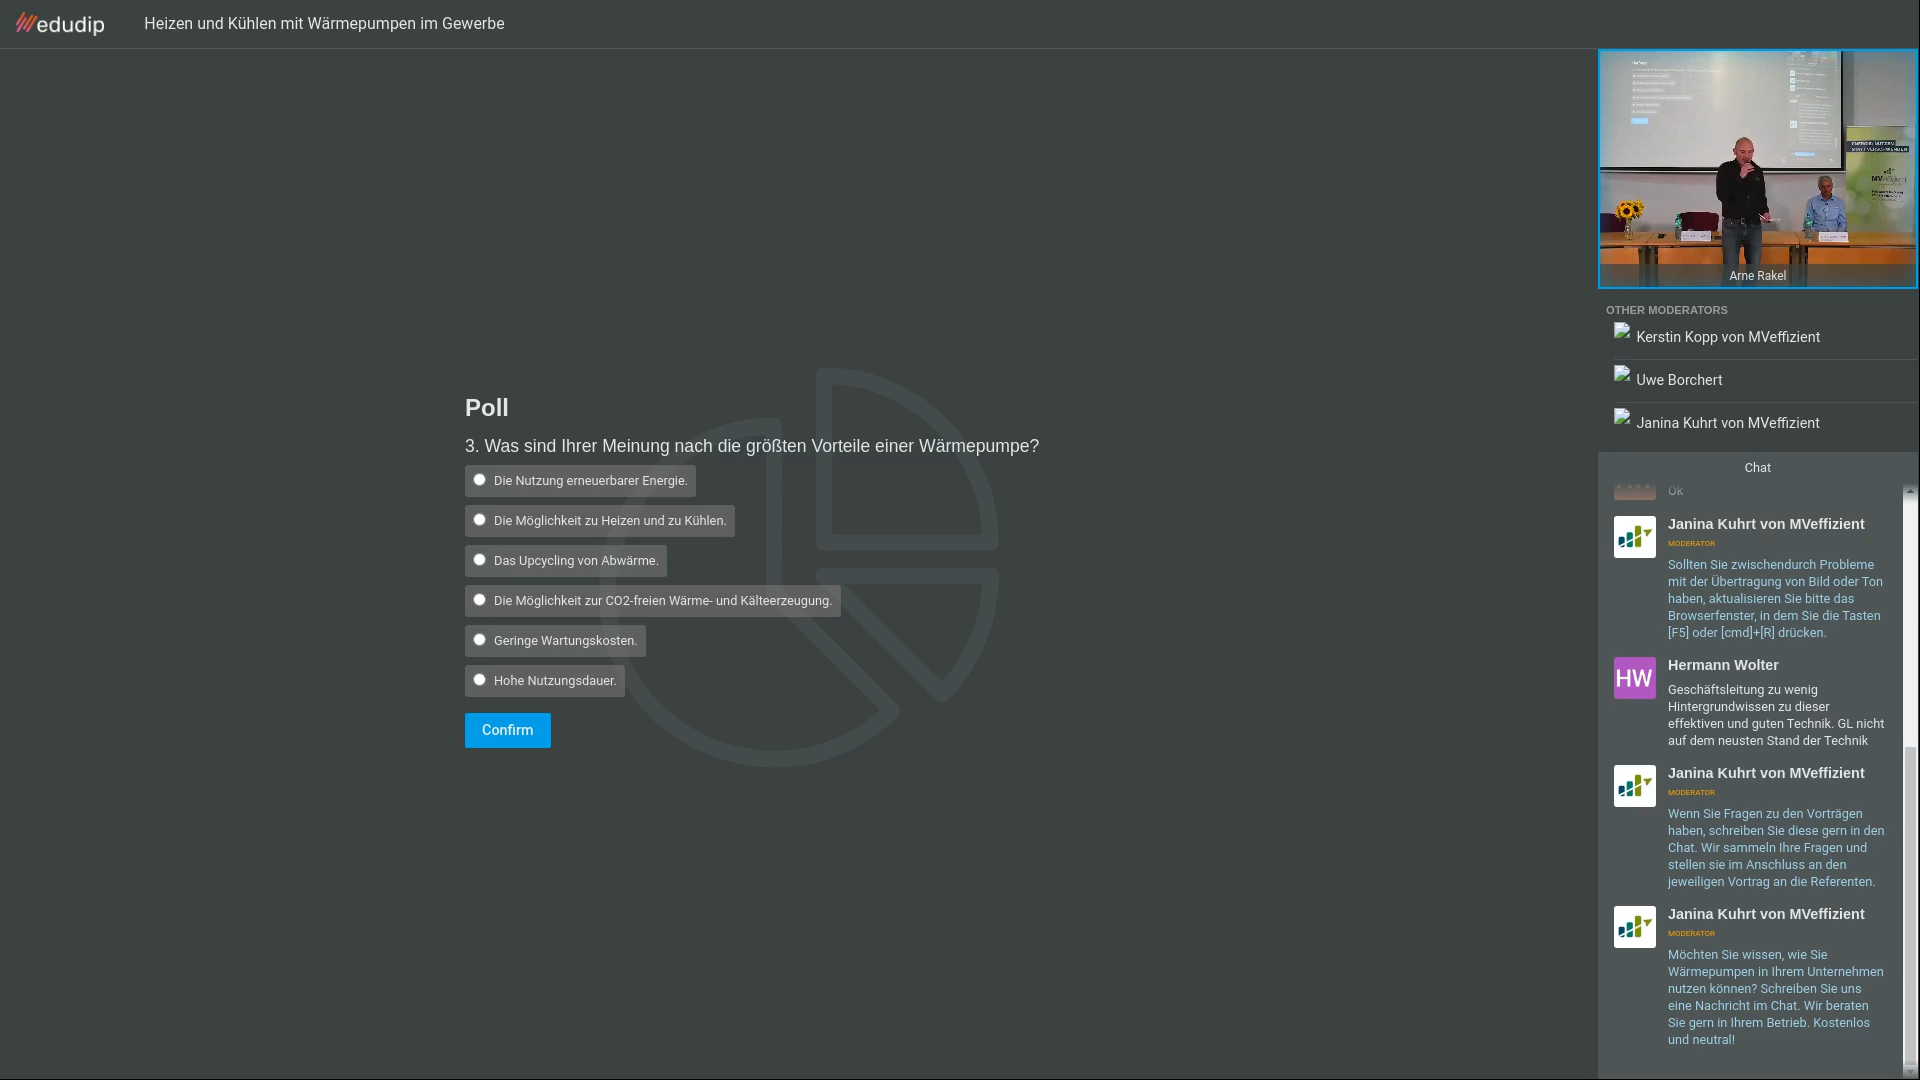 edudip
Heizen und Kühlen mit Wärmepumpen im Gewerbe
Poll
3. Was sind Ihrer Meinung nach die größten Vorteile einer Wärmepumpe?
Die Nutzung erneuerbarer Energie.
Die Möglichkeit zu Heizen und zu Kühlen.
Das Upcycling von Abwärme.
Die Möglichkeit zur CO2-freien Wärme- und Kälteerzeugung.
Geringe Wartungskosten.
Hohe Nutzungsdauer.
Confirm
ENERGIE NUTZEN
STATT VERSCHWENDEN
MVeffizient
Arne Rakel
OTHER MODERATORS
Kerstin Kopp von MVeffizient
Uwe Borchert
Janina Kuhrt von MVeffizient
Chat
Ok
Janina Kuhrt von MVeffizient
MODERATOR
Sollten Sie zwischendurch Probleme
mit der Übertragung von Bild oder Ton
haben, aktualisieren Sie bitte das
Browserfenster, in dem Sie die Tasten
[F5] oder [cmd]+[R] drücken.
HW
Hermann Wolter
Geschäftsleitung zu wenig
Hintergrundwissen zu dieser
effektiven und guten Technik. GL nicht
auf dem neusten Stand der Technik
Janina Kuhrt von MVeffizient
MODERATOR
Wenn Sie Fragen zu den Vorträgen
haben, schreiben Sie diese gern in den
Chat. Wir sammeln Ihre Fragen und
stellen sie im Anschluss an den
jeweiligen Vortrag an die Referenten.
Janina Kuhrt von MVeffizient
MODERATOR
Möchten Sie wissen, wie Sie
Wärmepumpen in Ihrem Unternehmen
nutzen können? Schreiben Sie uns
eine Nachricht im Chat. Wir beraten
Sie gern in Ihrem Betrieb. Kostenlos
und neutral!